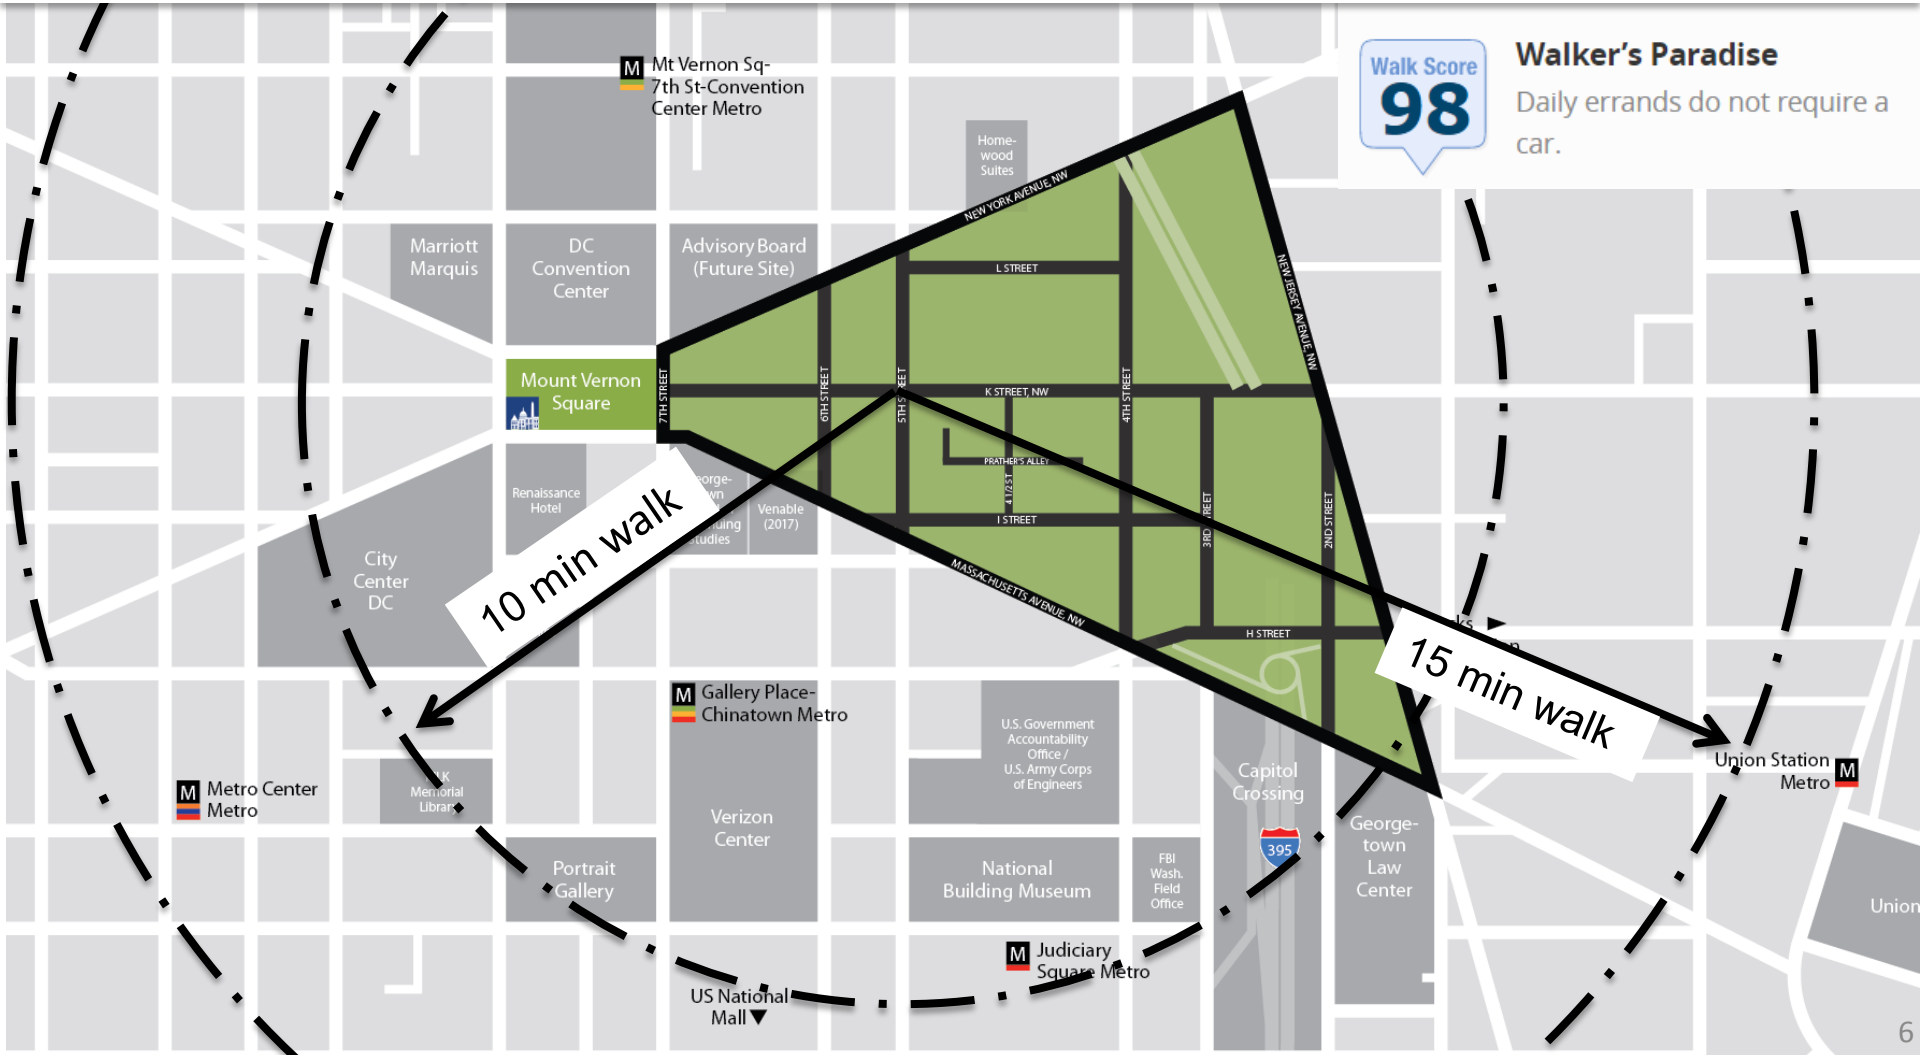 Walk Score
98
Walker's Paradise
Daily errands do not require a
car.
M
Mt Vernon Sq-
7th St-Convention
Center Metro
Home-
wood
Suites
NEW YORK AVENUE, NW
Marriott
Marquis
DC
Convention
Center
Advisory Board
(Future Site)
L STREET
NEW JERSEY AVENUE, NW
Mount Vernon
Square
7TH STREET
6TH STREET
5TH
4TH STREET
K STREET, NW
PRATHER'S ALLEY
4 1/2 ST
I STREET
3RD
2ND STREET
Renaissance
Hotel
Venable
(2017)
MASSACHUSETTS AVENUE, NW
H STREET
City
Center
DC
10 min walk
15 min walk
M
Gallery Place-
Chinatown Metro
U.S. Government
Accountability
Office /
U.S. Army Corps
of Engineers
Capitol
Crossing
Union Station
Metro
M
M
Metro Center
Metro
Memorial
Library
Verizon
Center
395
George-
town
Law
Center
Portrait
Gallery
National
Building Museum
FBI
Wash.
Field
Office
Union
M
Judiciary
Square Metro
US National
Mall▼
6